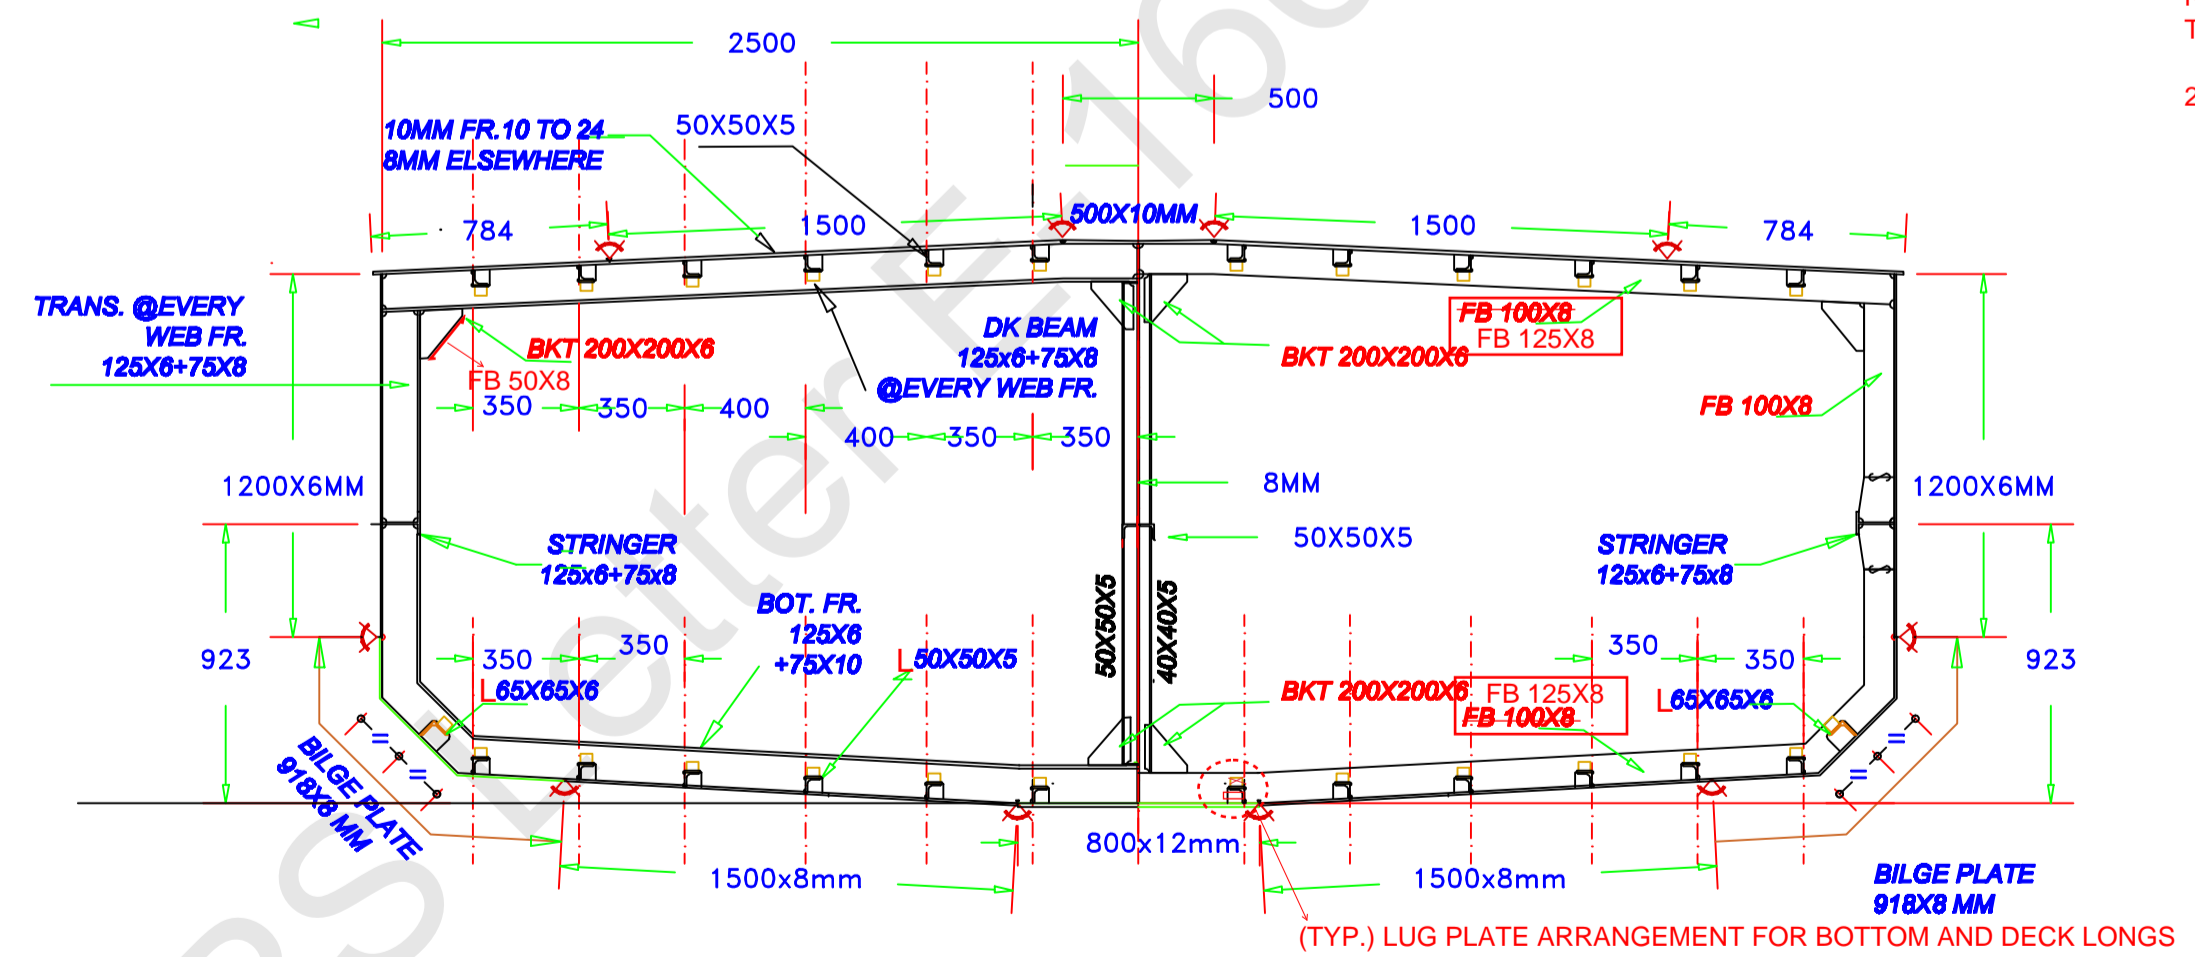 2500
500
10MM FR.10 TO 24
8MM ELSEWHERE
50X50X5
784
1500
500X10MM
1500
784
TRANS. @EVERY
WEB FR.
125X6+75X8
BKT 200X200X6
FB 50X8
DK BEAM
125x6+75X8
@EVERY WEB FR.
BKT 200X200X6
FB 100X8
FB 125X8
FB 100X8
350
350
400
400
350
350
1200X6MM
8MM
1200X6MM
50X50X5
STRINGER
125x6+75x8
STRINGER
125x6+75x8
50X50X5
40X40X5
BOT. FR.
125X6
+75X10
L50X50X5
923
350
350
L65X65X6
BKT 200X200X6
FB 125X8
FB 100X8
350
350
L65X65X6
923
=
=
=
=
BILGE PLATE
918X8 MM
800x12mm
1500x8mm
1500x8mm
BILGE PLATE
918X8 MM
(TYP.) LUG PLATE ARRANGEMENT FOR BOTTOM AND DECK LONGS
T
2
RS Letter E-166